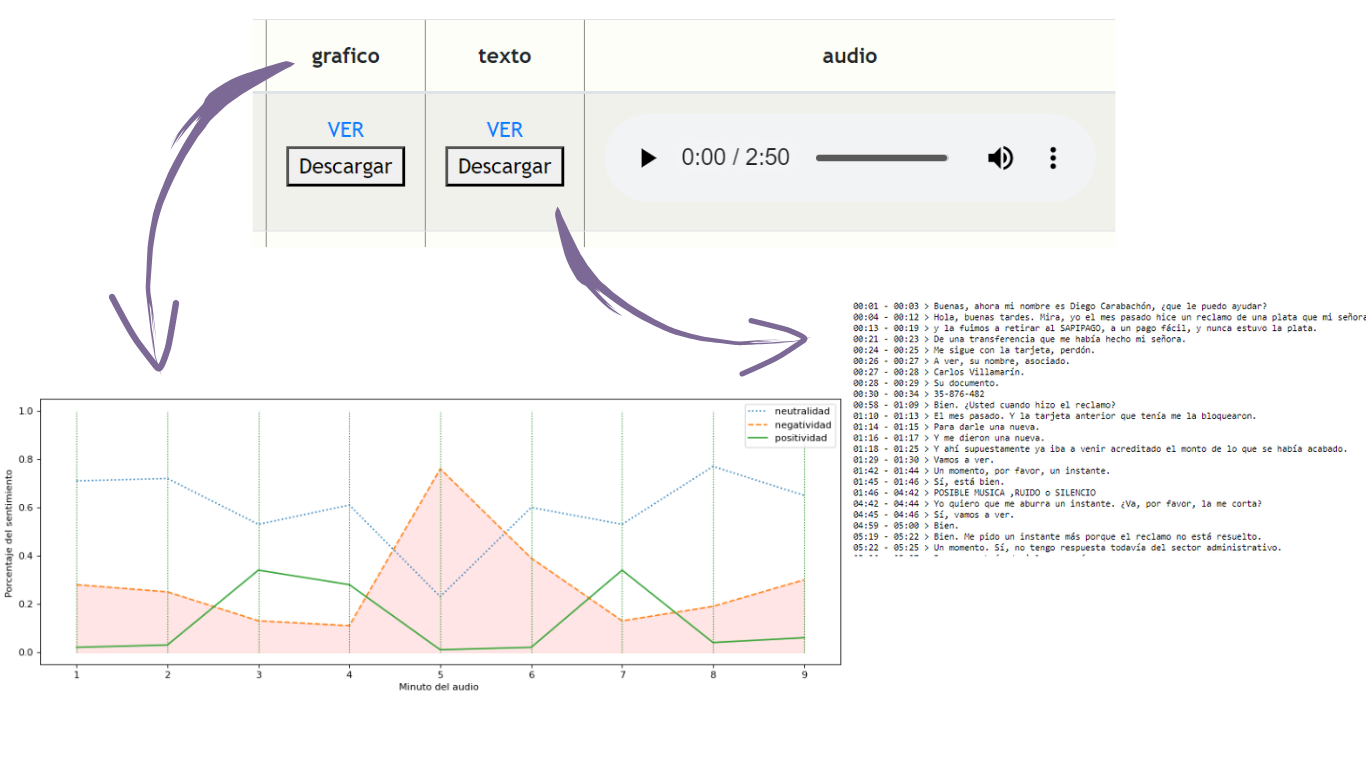 grafico texto audio
VER VER
Descargar Descargar 0:00 / 2:50
00:01 - 00:03 > Buenas, ahora mi nombre es Diego Carabachón, ¿que le puedo ayudar?
00:04 - 00:12 > Hola, buenas tardes. Mira, yo el mes pasado hice un reclamo de una plata que mi señora
00:13 - 00:19 > y la fuimos a retirar al SAPIPAGO, a un pago fácil, y nunca estuvo la plata.
00:21 - 00:23 > De una transferencia que me había hecho mi señora.
00:24 - 00:25 > Me sigue con la tarjeta, perdón.
00:26 - 00:27 > A ver, su nombre, asociado.
00:27 - 00:28 > Carlos Villamarín.
00:28 - 00:29 > Su documento.
00:30 - 00:34 > 35-876-482
00:58 - 01:09 > Bien. ¿Usted cuando hizo el reclamo?
01:10 - 01:13 > El mes pasado. Y la tarjeta anterior que tenía me la bloquearon.
01:14 - 01:15 > Para darle una nueva.
01:16 - 01:17 > Y me dieron una nueva.
01:18 - 01:25 > Y ahí supuestamente ya iba a venir acreditado el monto de lo que se había acabado.
01:29 - 01:30 > Vamos a ver.
01:42 - 01:44 > Un momento, por favor, un instante.
01:45 - 01:46 > Sí, está bien.
01:46 - 04:42 > POSIBLE MUSICA ,RUIDO o SILENCIO
04:42 - 04:44 > Yo quiero que me aburra un instante. ¿Va, por favor, la me corta?
04:45 - 04:46 > Sí, vamos a ver.
04:59 - 05:00 > Bien.
05:19 - 05:22 > Bien. Me pido un instante más porque el reclamo no está resuelto.
05:22 - 05:25 > Un momento. Sí, no tengo respuesta todavía del sector administrativo.
Porcentaje del sentimiento
1.0
0.8
0.6
0.4
0.2
0.0
neutralidad
negatividad
positividad
1 2 3 4 5 6 7 8 9
Minuto del audio